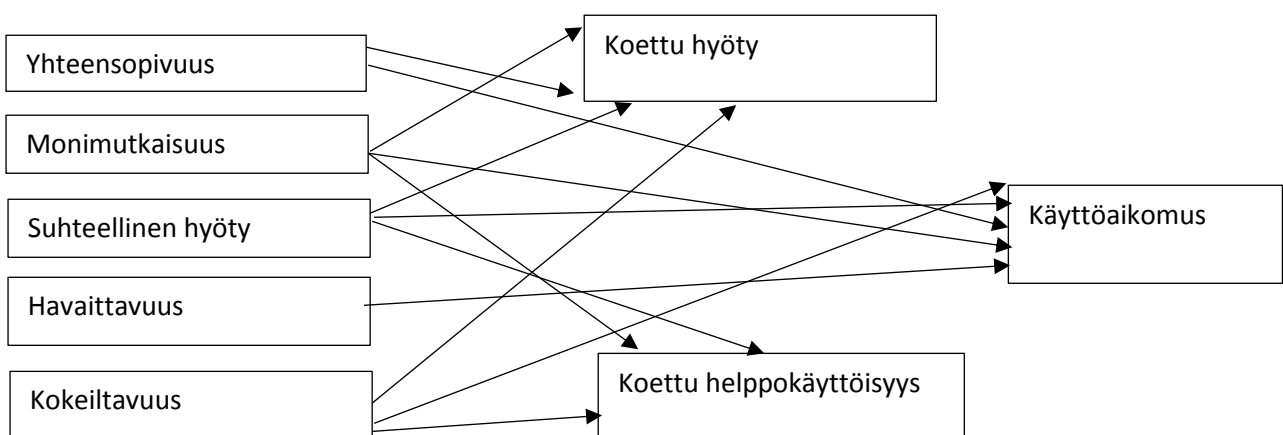 Yhteensopivuus
Monimutkaisuus
Suhteellinen hyöty
Havaittavuus
Kokeiltavuus
Koettu hyöty
Koettu helppokäyttöisyys
Käyttöaikomus